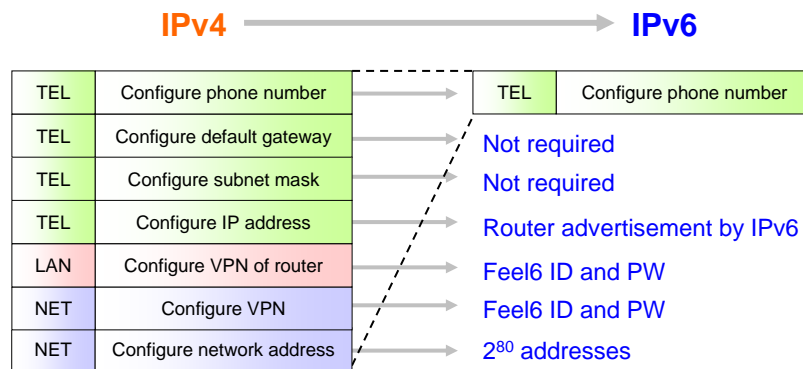 IPv4 IPv6
TEL Configure phone number TEL Configure phone number
TEL Configure default gateway Not required
TEL Configure subnet mask Not required
TEL Configure IP address Router advertisement by IPv6
LAN Configure VPN of router Feel6 ID and PW
NET Configure VPN Feel6 ID and PW
NET Configure network address 2⁸⁰ addresses